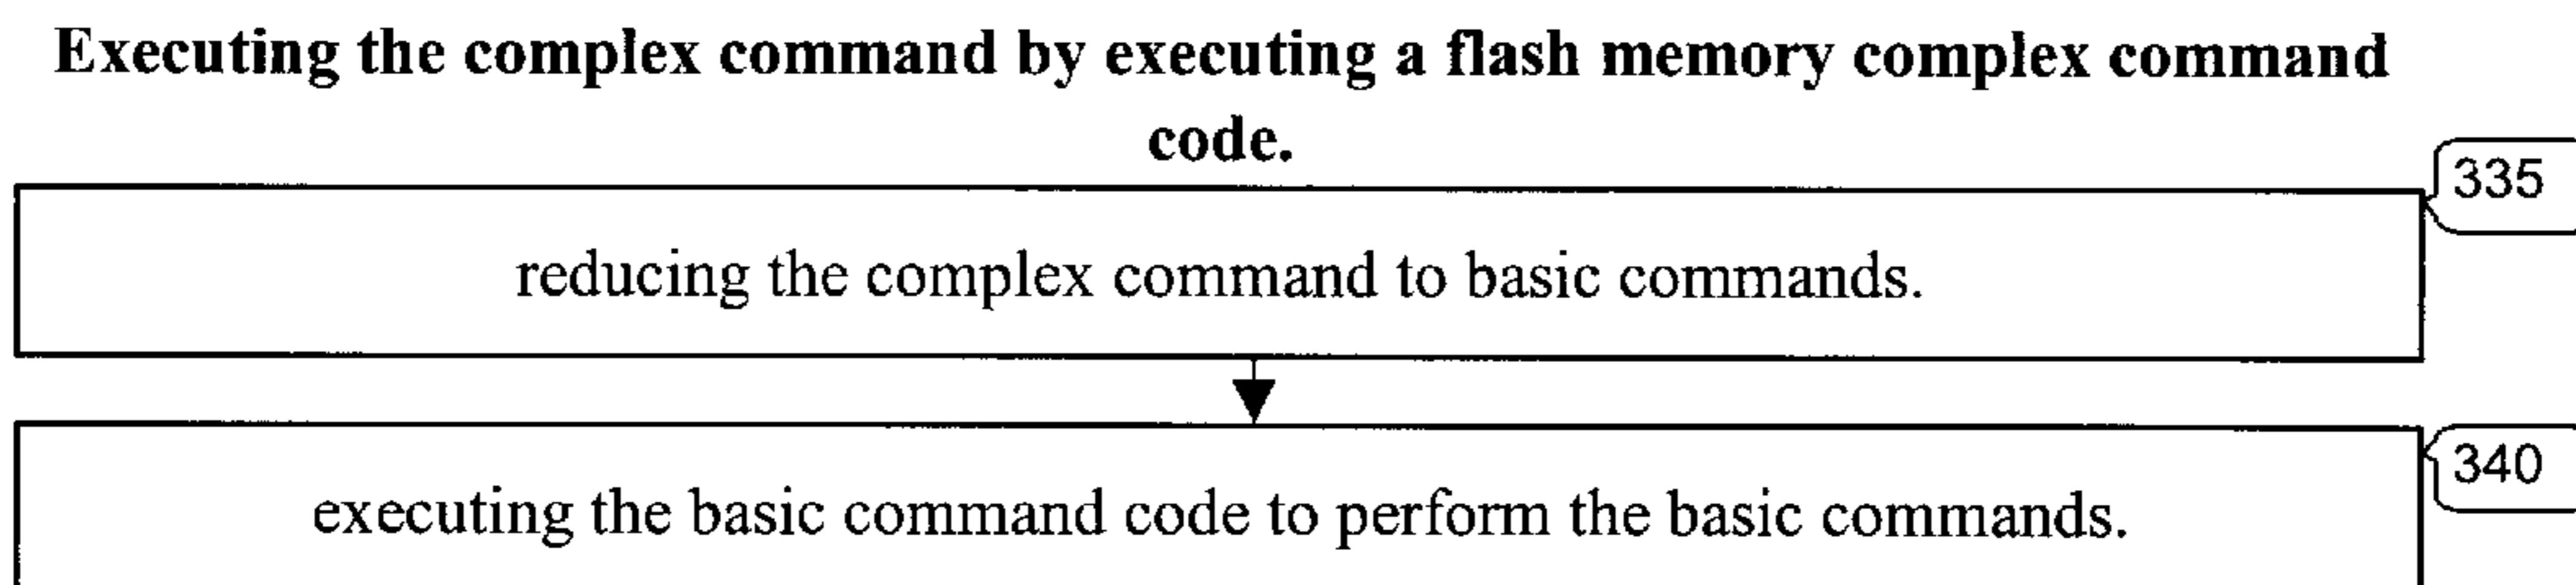 Executing the complex command by executing a flash memory complex command
code.
335
reducing the complex command to basic commands.
340
executing the basic command code to perform the basic commands.